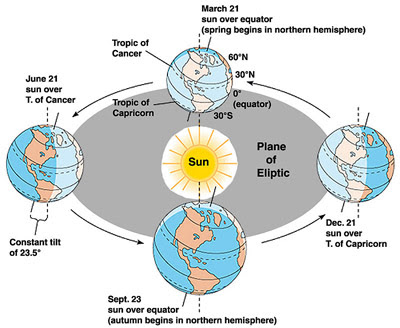 March 21
sun over equator
(spring begins in northern hemisphere)
Tropic of
Cancer
60°N
30°N
0°
(equator)
30°S
Tropic of
Capricorn
June 21
sun over
T. of Cancer
Sun
Plane
of
Eliptic
Constant tilt
of 23.5°
Dec. 21
sun over
T. of Capricorn
Sept. 23
sun over equator
(autumn begins in northern hemisphere)